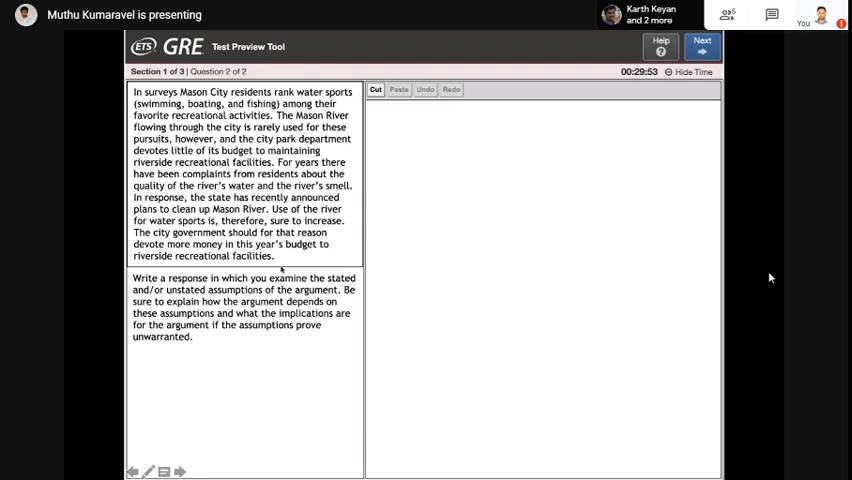 Muthu Kumaravel is presenting
Karth Keyan
and 2 more
5
You
ETS GRE Test Preview Tool
Help
Next
Section 1 of 3 | Question 2 of 2
00:29:53 Hide Time
In surveys Mason City residents rank water sports
(swimming, boating, and fishing) among their
favorite recreational activities. The Mason River
flowing through the city is rarely used for these
pursuits, however, and the city park department
devotes little of its budget to maintaining
riverside recreational facilities. For years there
have been complaints from residents about the
quality of the river's water and the river's smell.
In response, the state has recently announced
plans to clean up Mason River. Use of the river
for water sports is, therefore, sure to increase.
The city government should for that reason
devote more money in this year's budget to
riverside recreational facilities.
Write a response in which you examine the stated
and/or unstated assumptions of the argument. Be
sure to explain how the argument depends on
these assumptions and what the implications are
for the argument if the assumptions prove
unwarranted.
Cut Paste Undo Redo